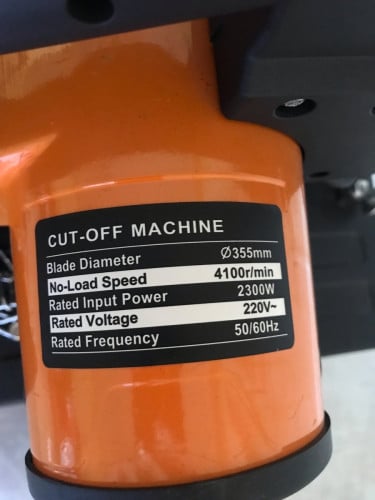 CUT-OFF MACHINE
Blade Diameter Ø355mm
No-Load Speed 4100r/min
Rated Input Power 2300W
Rated Voltage 220V~
Rated Frequency 50/60Hz